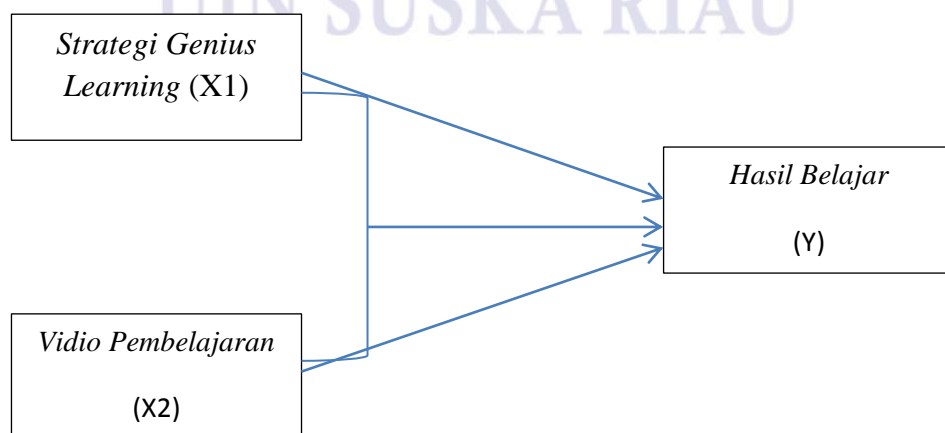 UIN SUSKA RIAU
Strategi Genius
Learning (X1)
Hasil Belajar
(Y)
Vidio Pembelajaran
(X2)